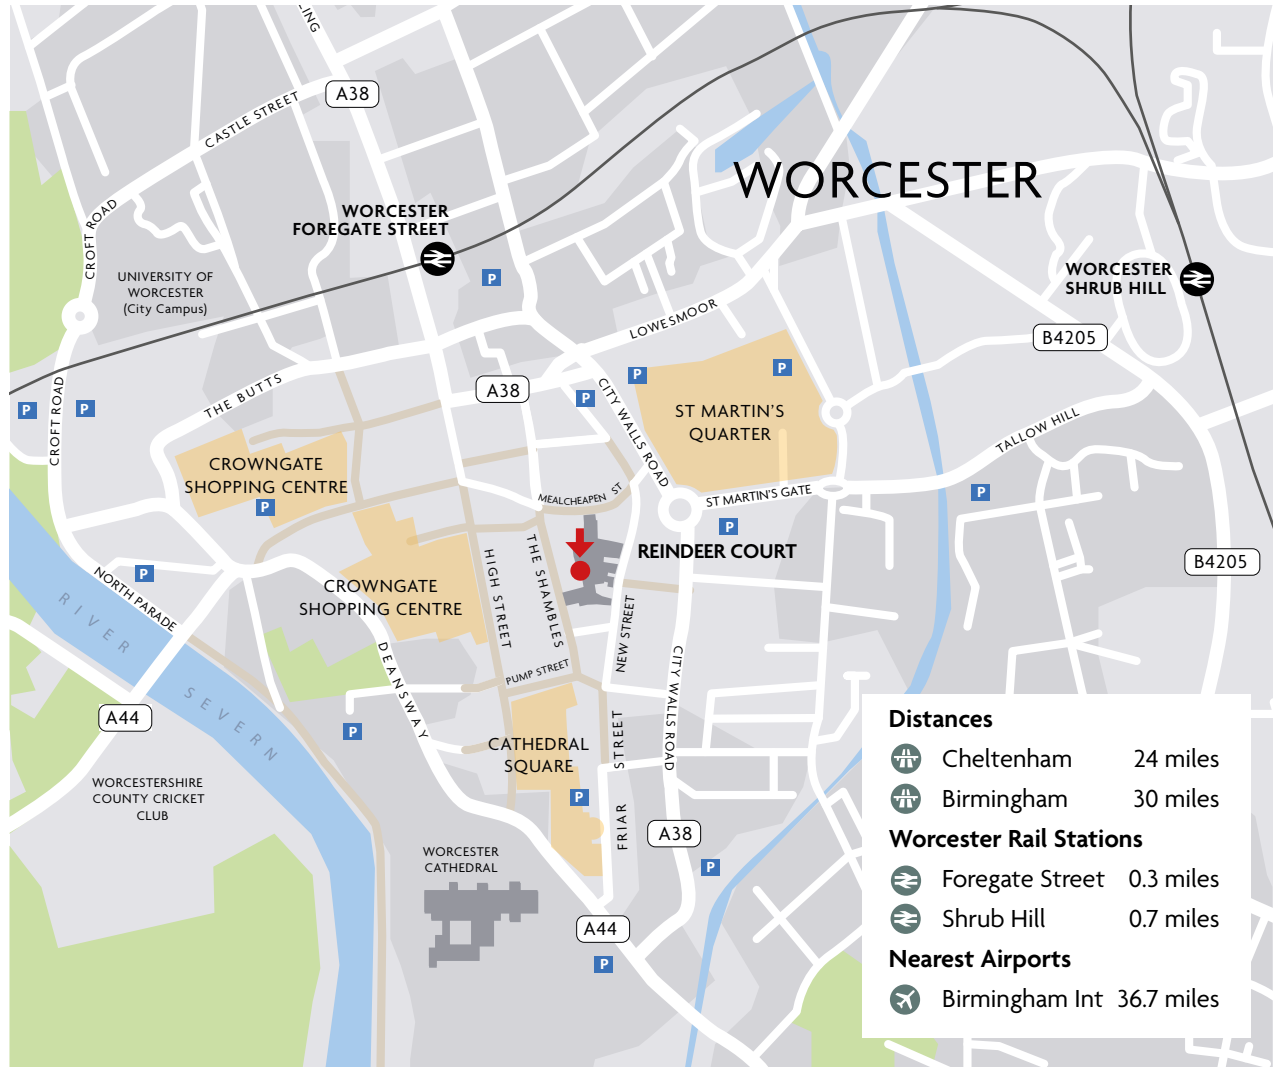 LING
A38
CASTLE STREET
WORCESTER
WORCESTER
FOREGATE STREET
CROFT ROAD
UNIVERSITY OF
WORCESTER
(City Campus)
P
WORCESTER
SHRUB HILL
LOWESMOOR
B4205
P
P
A38
THE BUTTS
CITY WALLS ROAD
P
P
P
CROFT ROAD
ST MARTIN'S
QUARTER
TALLOW HILL
CROWNGATE
SHOPPING CENTRE
P
MEALCHEAPEN ST
ST MARTIN'S GATE
P
P
REINDEER COURT
B4205
P
NORTH PARADE
CROWNGATE
SHOPPING CENTRE
HIGH STREET
THE SHAMBLES
NEW STREET
RIVER SEVERN
DEANSWAY
PUMP STREET
CITY WALLS ROAD
A44
P
CATHEDRAL
SQUARE
FRIAR STREET
P
WORCESTERSHIRE
COUNTY CRICKET
CLUB
A38
WORCESTER
CATHEDRAL
P
A44
P
Distances
Cheltenham 24 miles
Birmingham 30 miles
Worcester Rail Stations
Foregate Street 0.3 miles
Shrub Hill 0.7 miles
Nearest Airports
Birmingham Int 36.7 miles